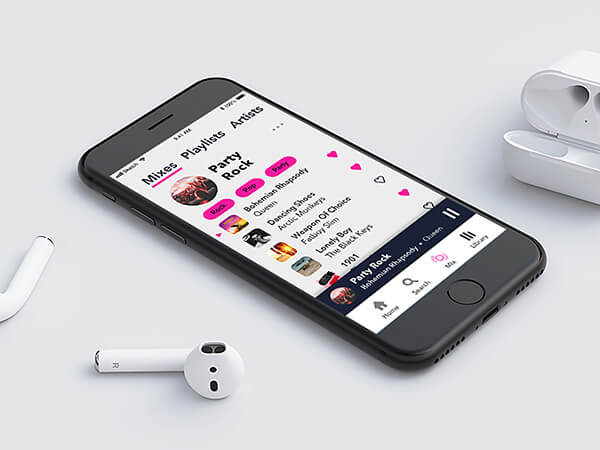 Sketch 9:41 AM 100%
Mixes Playlists Artists
Party
Rock
Rock Pop Party
Bohemian Rhapsody
Queen
Dancing Shoes
Arctic Monkeys
Weapon Of Choice
Fatboy Slim
Lonely Boy
The Black Keys
1901
Party Rock
Bohemian Rhapsody • Queen
Home Search Mix Library
R